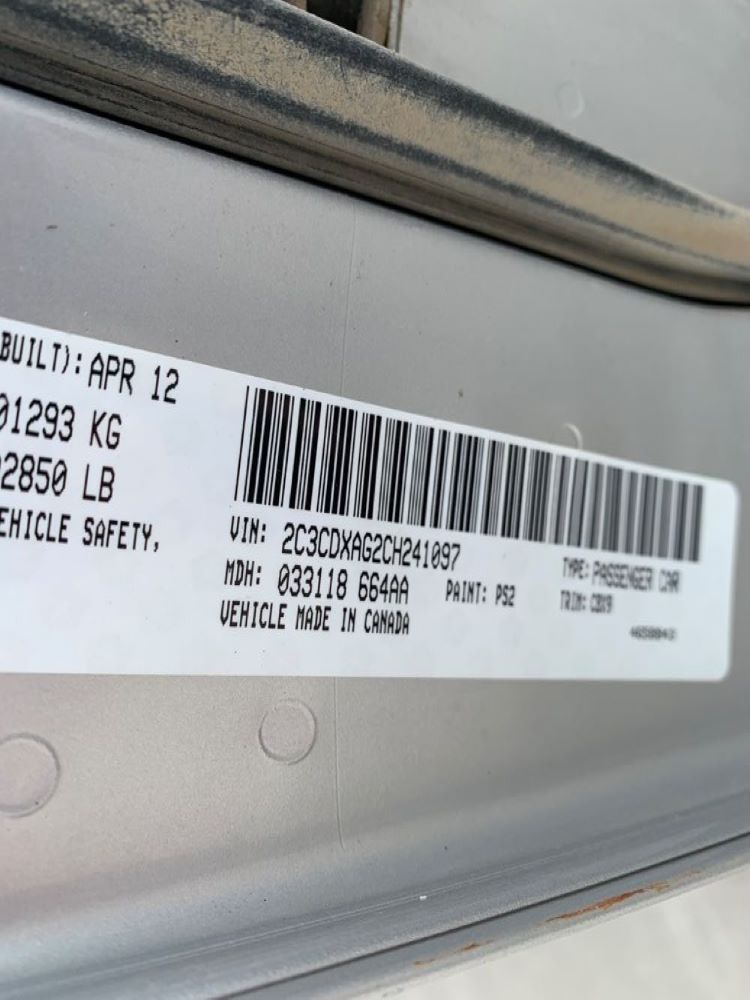 BUILT): APR 12
01293 KG
2850 LB
EHICLE SAFETY,
VIN: 2C3CDXAG2CH241097
MDH: 033118 664AA
PAINT: PS2
VEHICLE MADE IN CANADA
TYPE: PASSENGER CAR
TRIM: